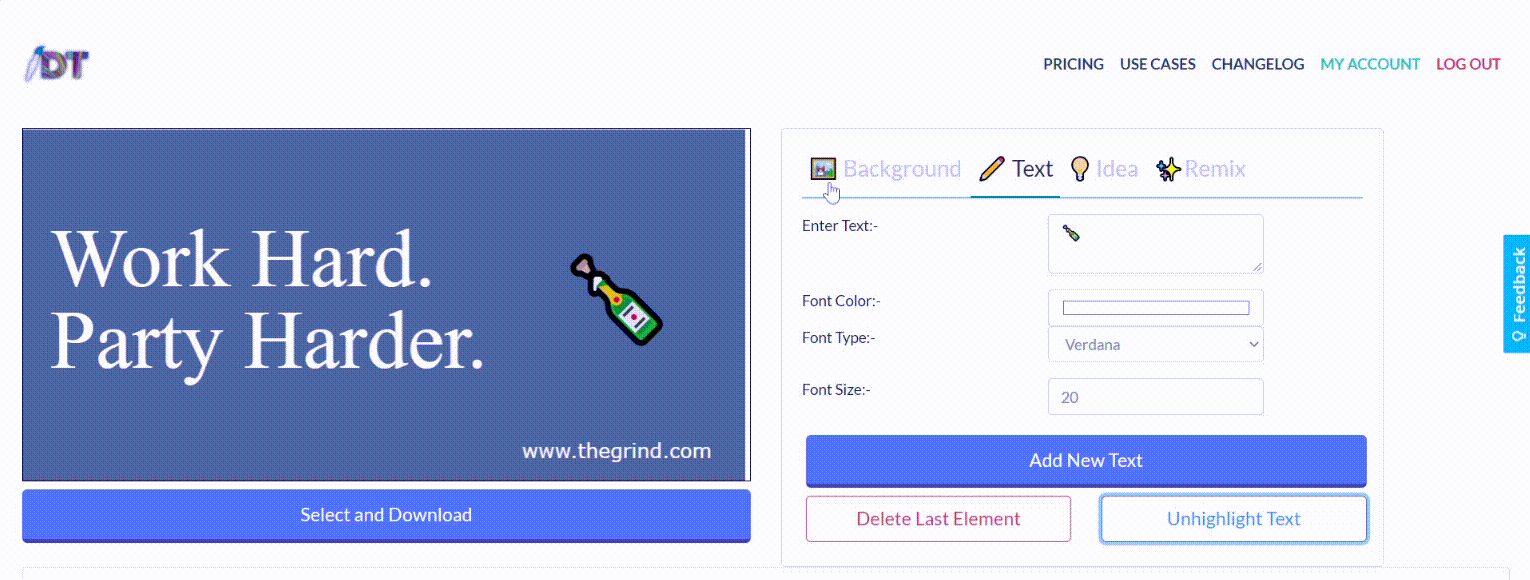 DT
PRICING USE CASES CHANGELOG MY ACCOUNT LOG OUT
Work Hard.
Party Harder.
www.thegrind.com
Select and Download
Background Text Idea Remix
Enter Text:-
Font Color:-
Font Type:- Verdana
Font Size:- 20
Add New Text
Delete Last Element Unhighlight Text
Feedback